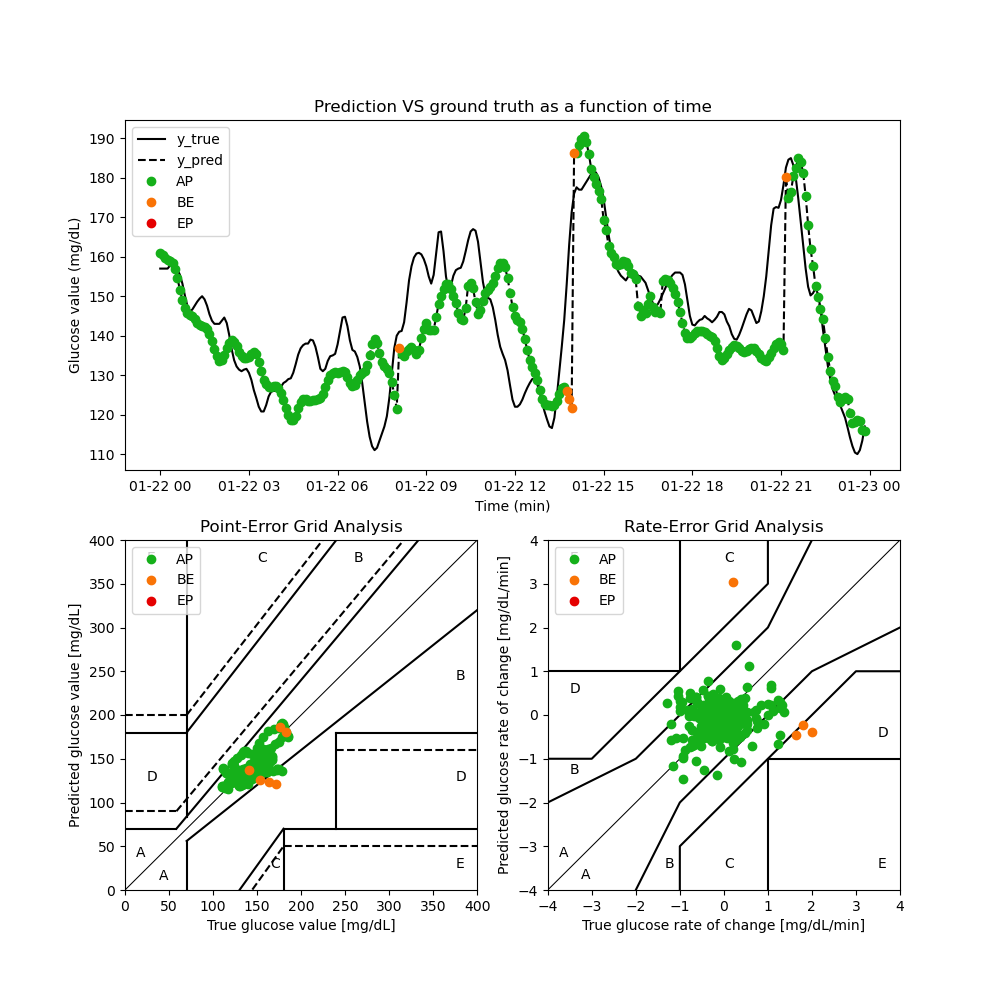 Prediction VS ground truth as a function of time
Glucose value (mg/dL)
190
180
170
160
150
140
130
120
110
y_true
y_pred
AP
BE
EP
01-22 00 01-22 03 01-22 06 01-22 09 01-22 12 01-22 15 01-22 18 01-22 21 01-23 00
Time (min)
Point-Error Grid Analysis
Predicted glucose value [mg/dL]
400
350
300
250
200
150
100
50
0
AP
BE
EP
C
B
B
D
D
A
A
C
E
0 50 100 150 200 250 300 350 400
True glucose value [mg/dL]
Rate-Error Grid Analysis
Predicted glucose rate of change [mg/dL/min]
4
3
2
1
0
−1
−2
−3
−4
AP
BE
EP
C
D
D
B
A
A
B
C
E
−4 −3 −2 −1 0 1 2 3 4
True glucose rate of change [mg/dL/min]